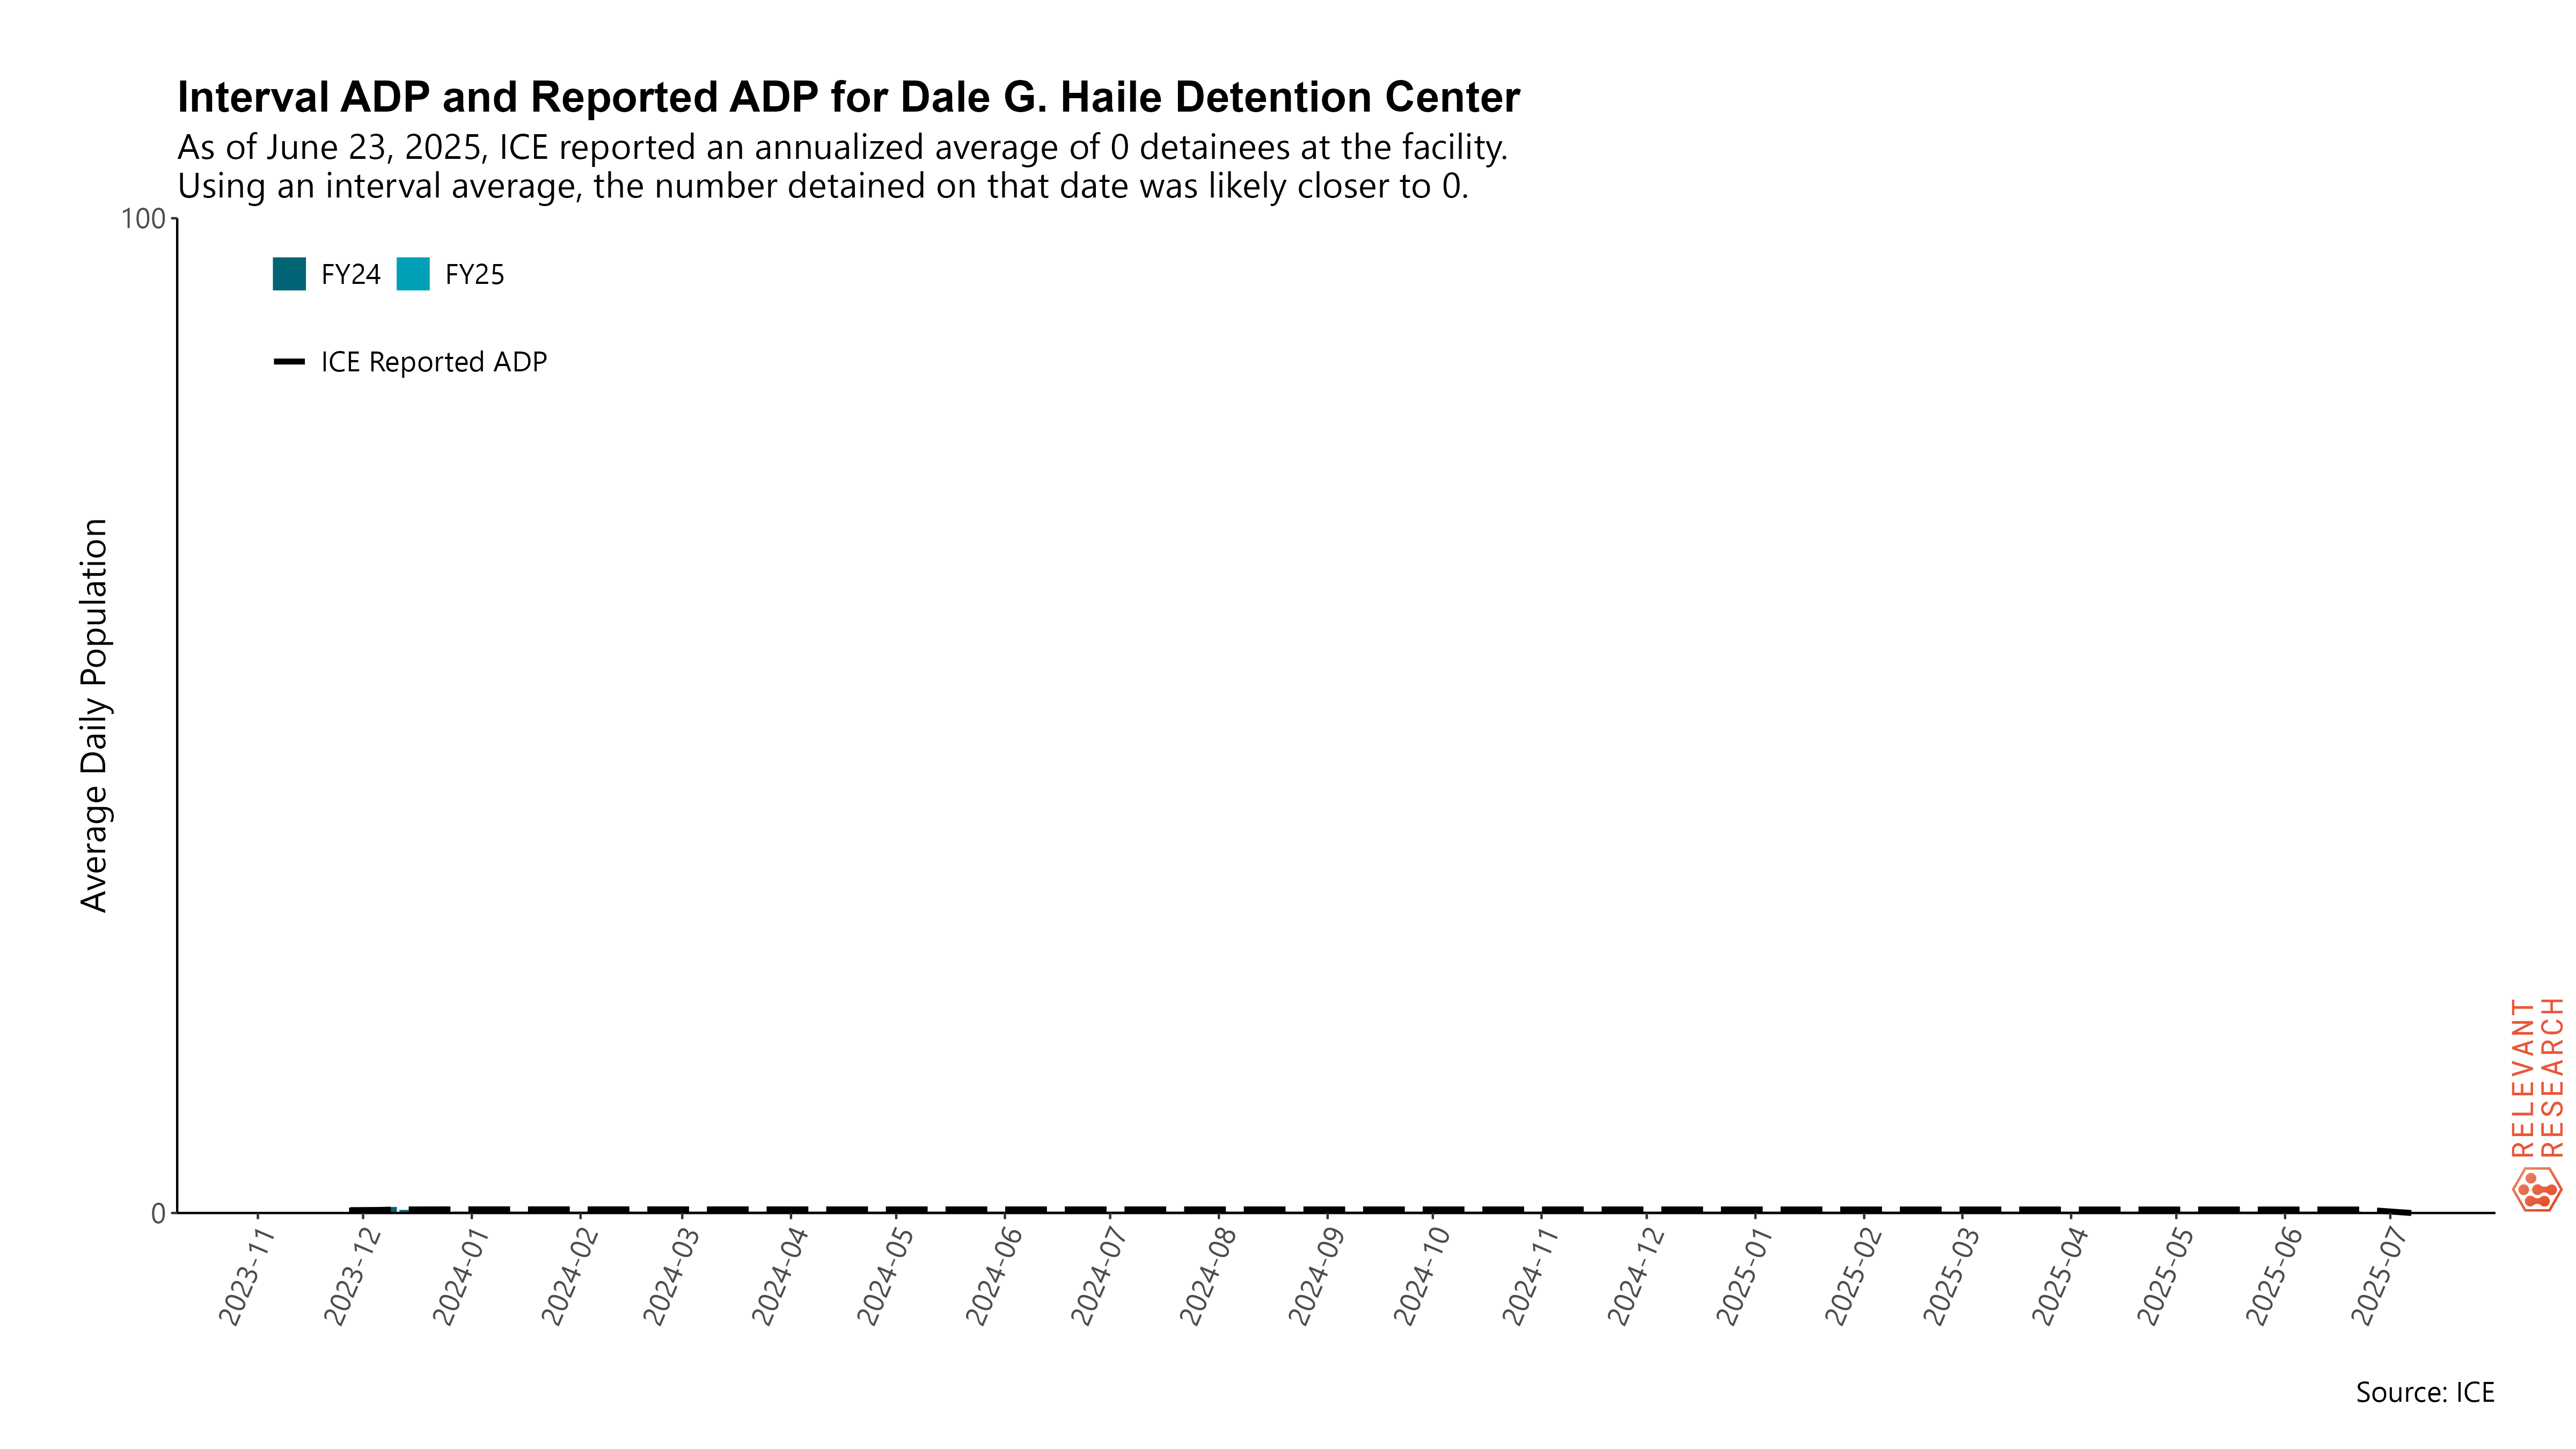 Interval ADP and Reported ADP for Dale G. Haile Detention Center
As of June 23, 2025, ICE reported an annualized average of 0 detainees at the facility.
Using an interval average, the number detained on that date was likely closer to 0.
100
FY24 FY25
ICE Reported ADP
Average Daily Population
0
2023-11 2023-12 2024-01 2024-02 2024-03 2024-04 2024-05 2024-06 2024-07 2024-08 2024-09 2024-10 2024-11 2024-12 2025-01 2025-02 2025-03 2025-04 2025-05 2025-06 2025-07
RELEVANT
RESEARCH
Source: ICE